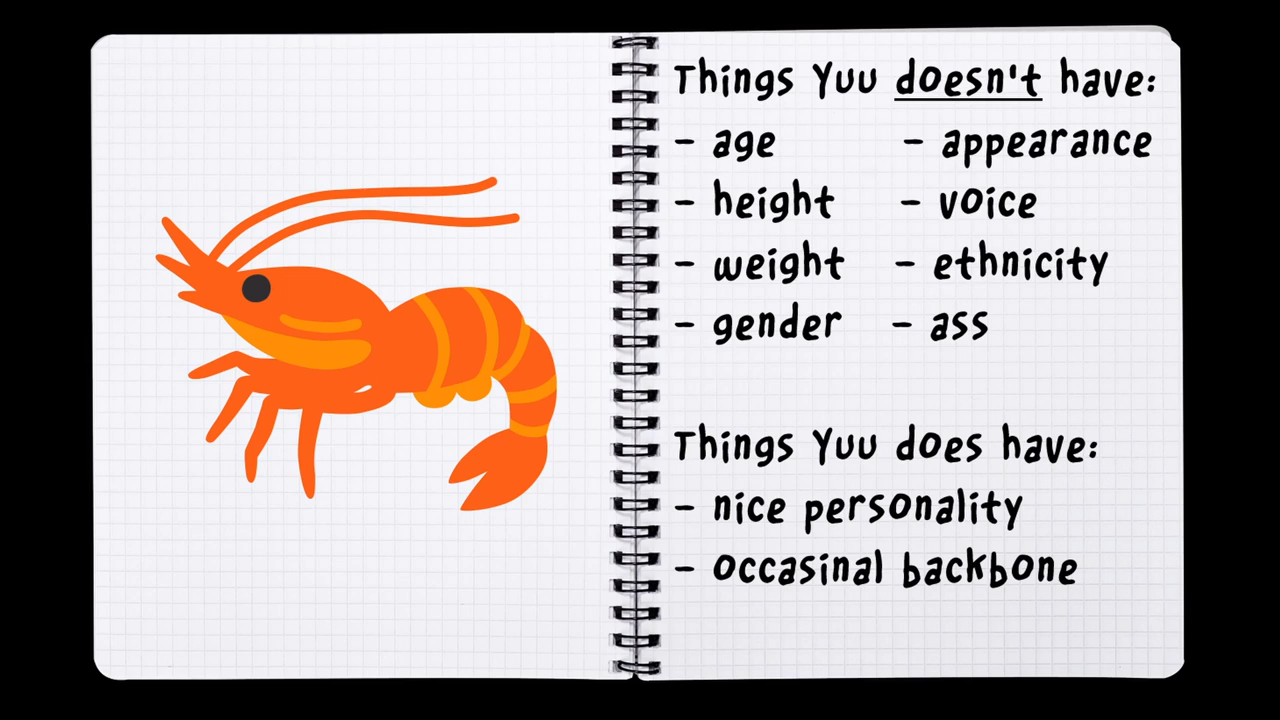 Things Yuu doesn't have:
- age - appearance
- height - voice
- weight - ethnicity
- gender - ass
Things Yuu does have:
- nice personality
- occasinal backbone